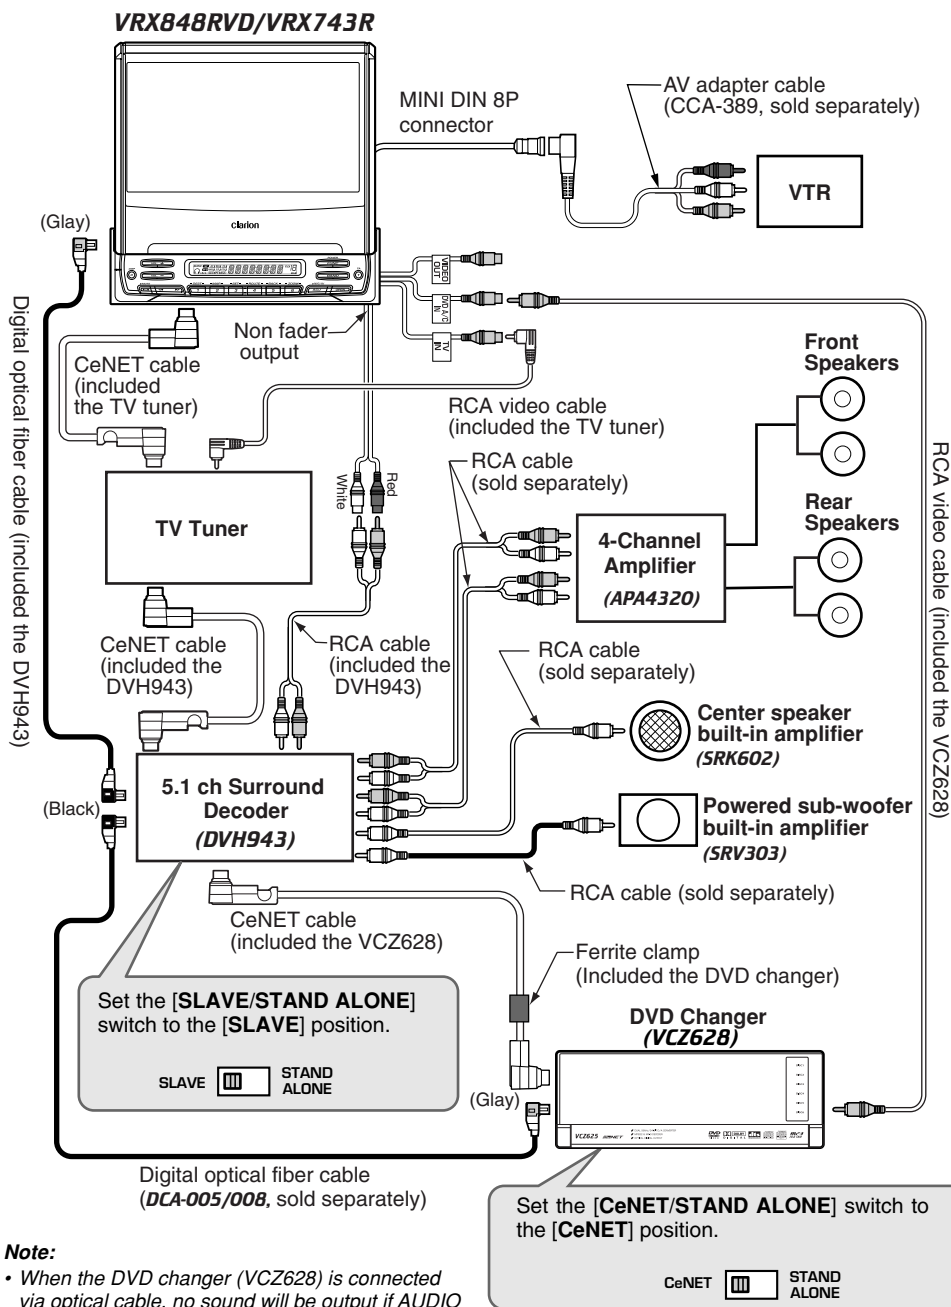 VRX848RVD/VRX743R
MINI DIN 8P
connector
AV adapter cable
(CCA-389, sold separately)
VTR
(Glay)
clarion
VIDEO
OUT
DVD A/C
IN
TV
IN
Non fader
output
CeNET cable
(included
the TV tuner)
Digital optical fiber cable (included the DVH943)
RCA video cable
(included the TV tuner)
RCA cable
(sold separately)
Front
Speakers
RCA video cable (included the VCZ628)
White
Red
TV Tuner
4-Channel
Amplifier
(APA4320)
Rear
Speakers
CeNET cable
(included the
DVH943)
RCA cable
(included the
DVH943)
RCA cable
(sold separately)
Center speaker
built-in amplifier
(SRK602)
(Black)
5.1 ch Surround
Decoder
(DVH943)
Powered sub-woofer
built-in amplifier
(SRV303)
RCA cable (sold separately)
CeNET cable
(included the VCZ628)
Ferrite clamp
(Included the DVD changer)
Set the [SLAVE/STAND ALONE]
switch to the [SLAVE] position.
SLAVE
STAND
ALONE
DVD Changer
(VCZ628)
(Glay)
VCZ625
CeNET
Digital optical fiber cable
(DCA-005/008, sold separately)
Set the [CeNET/STAND ALONE] switch to
the [CeNET] position.
CeNET
STAND
ALONE
Note:
• When the DVD changer (VCZ628) is connected
via optical cable, no sound will be output if AUDIO